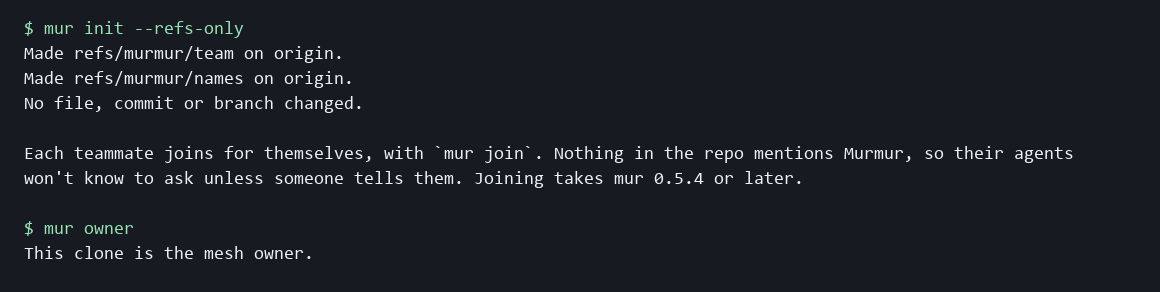 $ mur init --refs-only
Made refs/murmur/team on origin.
Made refs/murmur/names on origin.
No file, commit or branch changed.
Each teammate joins for themselves, with `mur join`. Nothing in the repo mentions Murmur, so their agents
won't know to ask unless someone tells them. Joining takes mur 0.5.4 or later.
$ mur owner
This clone is the mesh owner.